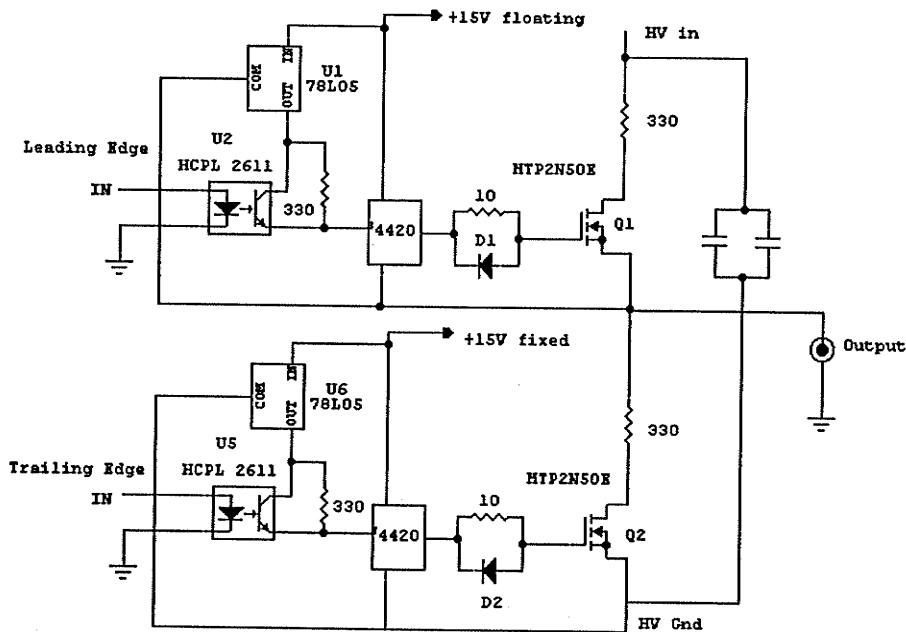 +15V floating
HV in
COM
IN
OUT
U1
78L05
330
U2
Leading Edge
HCPL 2611
MTP2N50E
IN
330
4420
10
D1
Q1
+15V fixed
Output
COM
IN
OUT
U6
78L05
330
U5
Trailing Edge
HCPL 2611
MTP2N50E
IN
330
4420
10
D2
Q2
HV Gnd